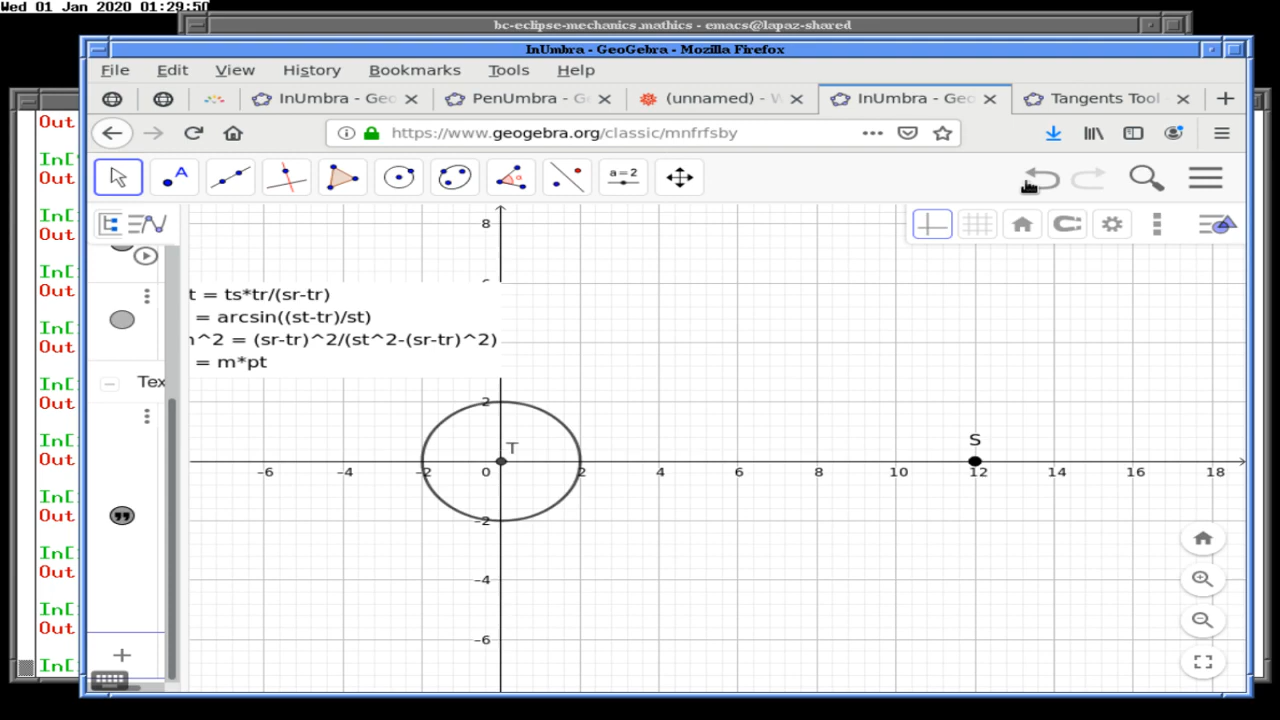 Wed 01 Jan 2020 01:29:50
bc-eclipse-mechanics.mathics - emacs@lapaz-shared
InUmbra - GeoGebra - Mozilla Firefox
File Edit View History Bookmarks Tools Help
InUmbra - Geo
PenUmbra - G
(unnamed) - W
InUmbra - Geo
Tangents Tool
https://www.geogebra.org/classic/mnfrfsby
A
a=2
t = ts*tr/(sr-tr)
= arcsin((st-tr)/st)
^2 = (sr-tr)^2/(st^2-(sr-tr)^2)
= m*pt
Tex
8
2
T
S
-6 -4 -2 0 2 4 6 8 10 12 14 16 18
-2
-4
-6
Out
In[
Out
In[
Out
In[
Out
In[
Out
In[
Out
In[
Out
In[
Out
In[
Out
In[
Out
In[
Out
In[